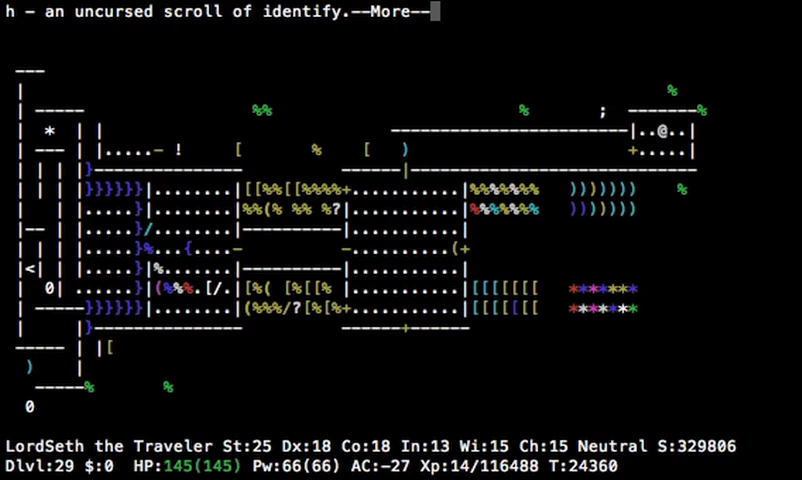 h - an uncursed scroll of identify.--More--
LordSeth the Traveler St:25 Dx:18 Co:18 In:13 Wi:15 Ch:15 Neutral S:329806
Dlvl:29 $:0 HP:145(145) Pw:66(66) AC:-27 Xp:14/116488 T:24360